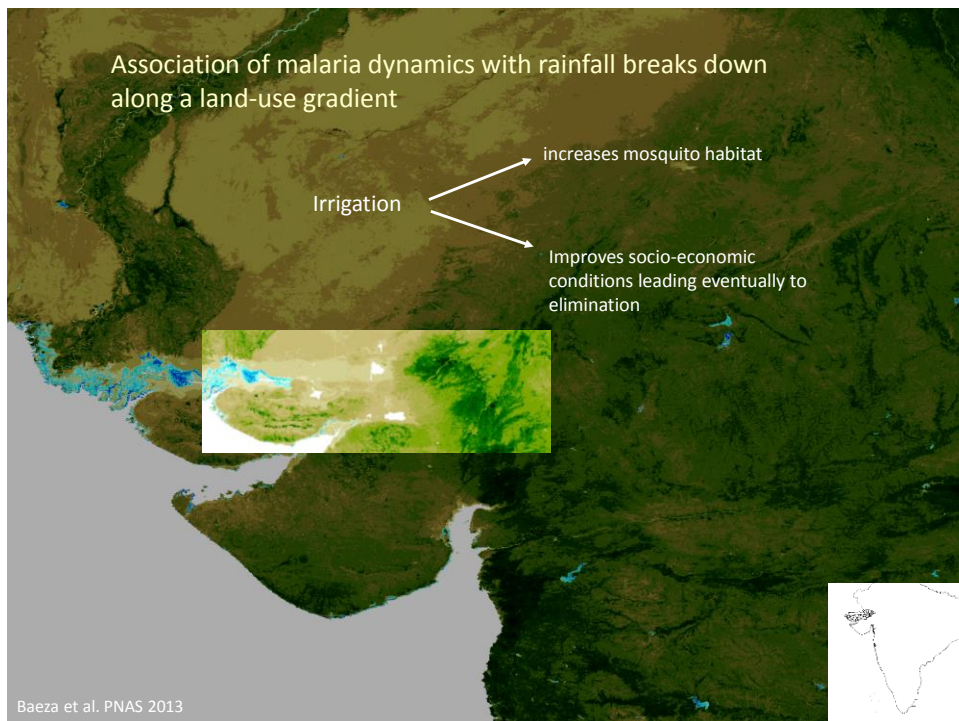 Association of malaria dynamics with rainfall breaks down
along a land-use gradient
increases mosquito habitat
Irrigation
Improves socio-economic
conditions leading eventually to
elimination
Baeza et al. PNAS 2013